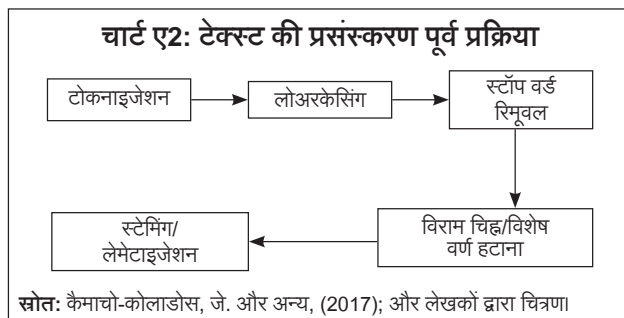 चार्ट ए2: टेक्स्ट की प्रसंस्करण पूर्व प्रक्रिया
टोकनाइजेशन
लोअरकेसिंग
स्टॉप वर्ड
रिमूवल
विराम चिह्न/विशेष
वर्ण हटाना
स्टेमिंग/
लेमेटाइजेशन
स्रोत: कैमाचो-कोलाडोस, जे. और अन्य, (2017); और लेखकों द्वारा चित्रण।